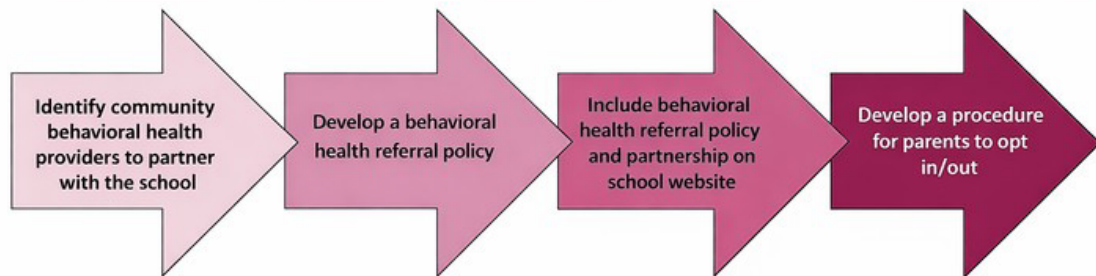 Identify community
behavioral health
providers to partner
with the school
Develop a behavioral
health referral policy
Include behavioral
health referral policy
and partnership on
school website
Develop a procedure
for parents to opt
in/out